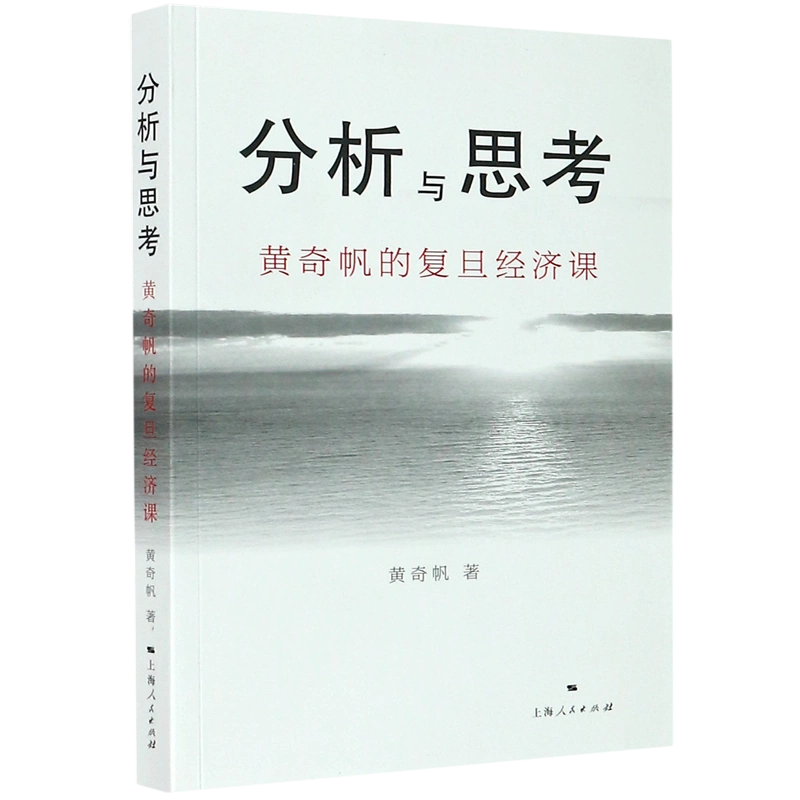 分析与思考
黄奇帆的复旦经济课
黄奇帆 著
上海人民出版社
分析与思考
黄奇帆的复旦经济课
黄奇帆 著
上海人民出版社